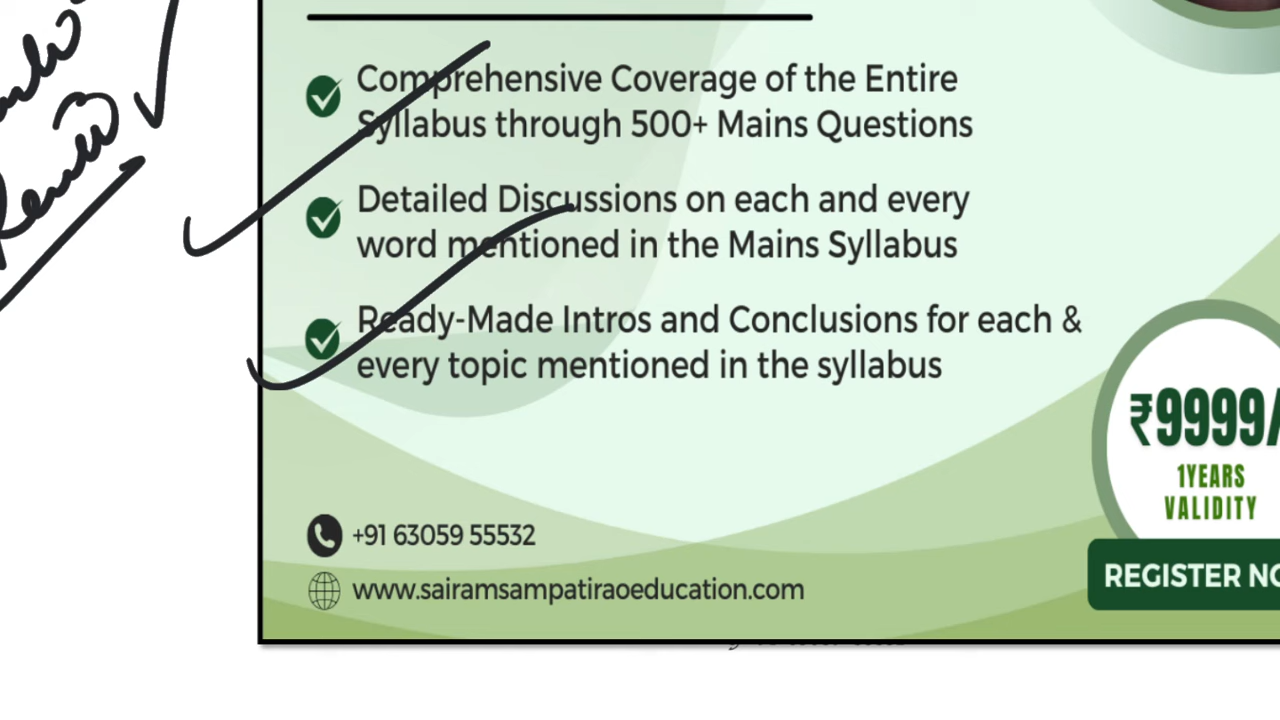 Comprehensive Coverage of the Entire
Syllabus through 500+ Mains Questions
Detailed Discussions on each and every
word mentioned in the Mains Syllabus
Ready-Made Intros and Conclusions for each &
every topic mentioned in the syllabus
₹9999/
1YEARS
VALIDITY
+91 63059 55532
REGISTER NO
www.sairamsampatiraoeducation.com